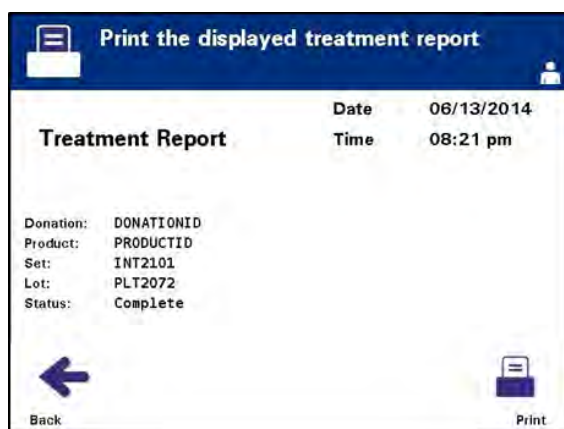 Print the displayed treatment report
Date 06/13/2014
Treatment Report Time 08:21 pm
Donation: DONATIONID
Product: PRODUCTID
Set: INT2101
Lot: PLT2072
Status: Complete
Back Print